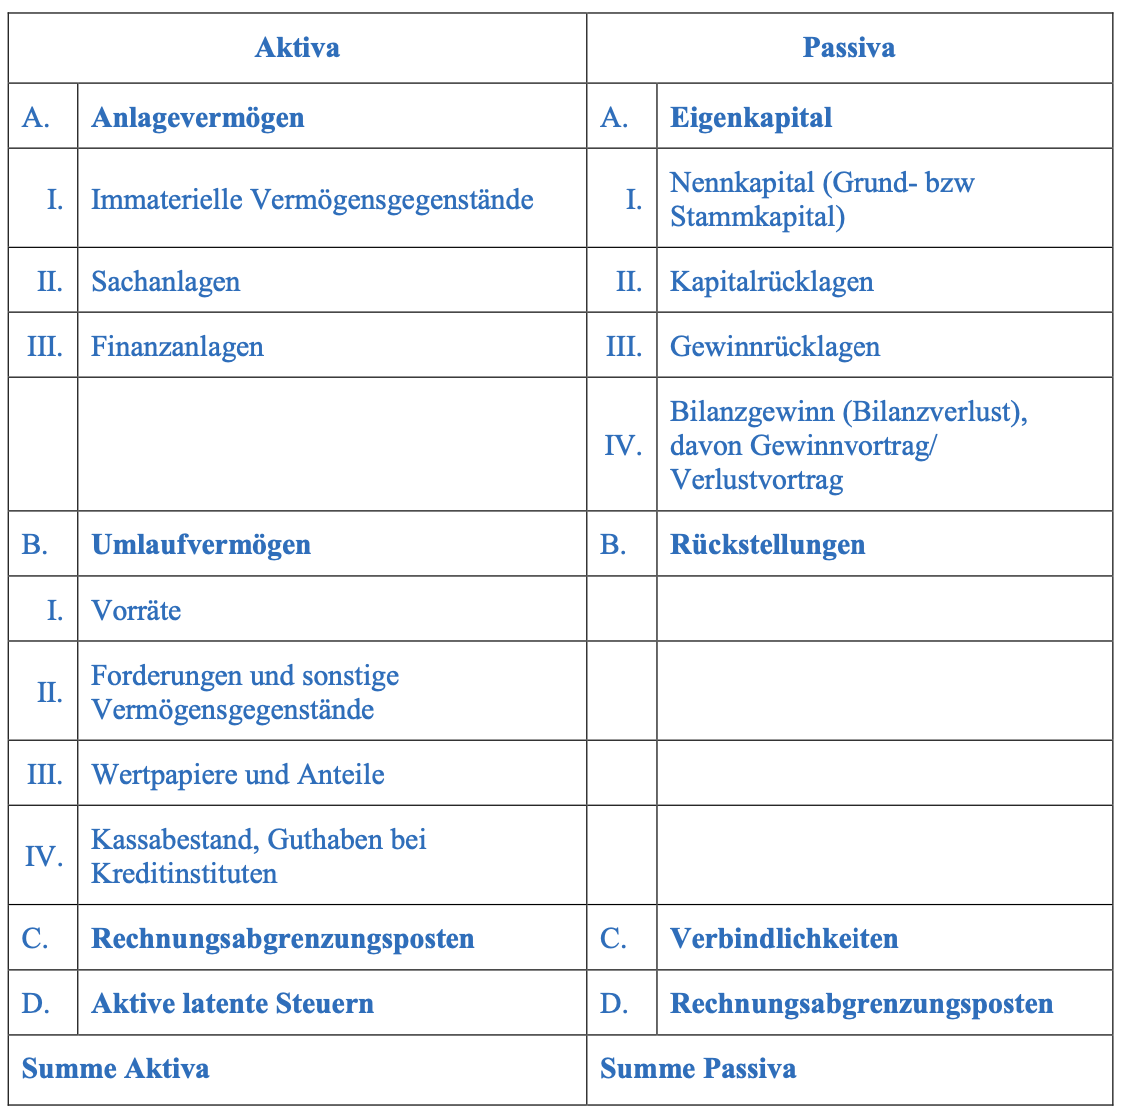 Aktiva Passiva
A. Anlagevermögen A. Eigenkapital
I. Immaterielle Vermögensgegenstände I. Nennkapital (Grund- bzw
Stammkapital)
II. Sachanlagen II. Kapitalrücklagen
III. Finanzanlagen III. Gewinnrücklagen
IV. Bilanzgewinn (Bilanzverlust),
davon Gewinnvortrag/
Verlustvortrag
B. Umlaufvermögen B. Rückstellungen
I. Vorräte
II. Forderungen und sonstige
Vermögensgegenstände
III. Wertpapiere und Anteile
IV. Kassabestand, Guthaben bei
Kreditinstituten
C. Rechnungsabgrenzungsposten C. Verbindlichkeiten
D. Aktive latente Steuern D. Rechnungsabgrenzungsposten
Summe Aktiva Summe Passiva